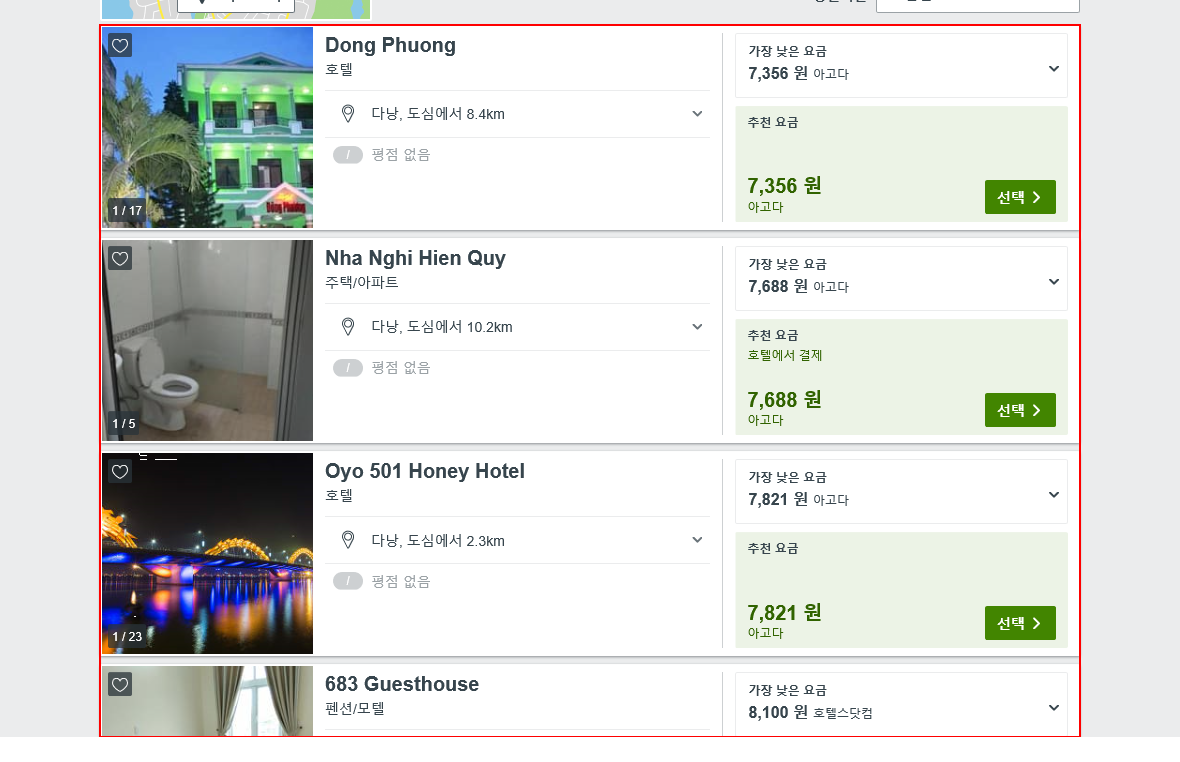 Dong Phuong
호텔
다낭, 도심에서 8.4km
/ 평점 없음
1 / 17
가장 낮은 요금
7,356 원 아고다
추천 요금
7,356 원
아고다
선택
Nha Nghi Hien Quy
주택/아파트
다낭, 도심에서 10.2km
/ 평점 없음
1 / 5
가장 낮은 요금
7,688 원 아고다
추천 요금
호텔에서 결제
7,688 원
아고다
선택
Oyo 501 Honey Hotel
호텔
다낭, 도심에서 2.3km
/ 평점 없음
1 / 23
가장 낮은 요금
7,821 원 아고다
추천 요금
7,821 원
아고다
선택
683 Guesthouse
펜션/모텔
가장 낮은 요금
8,100 원 호텔스닷컴